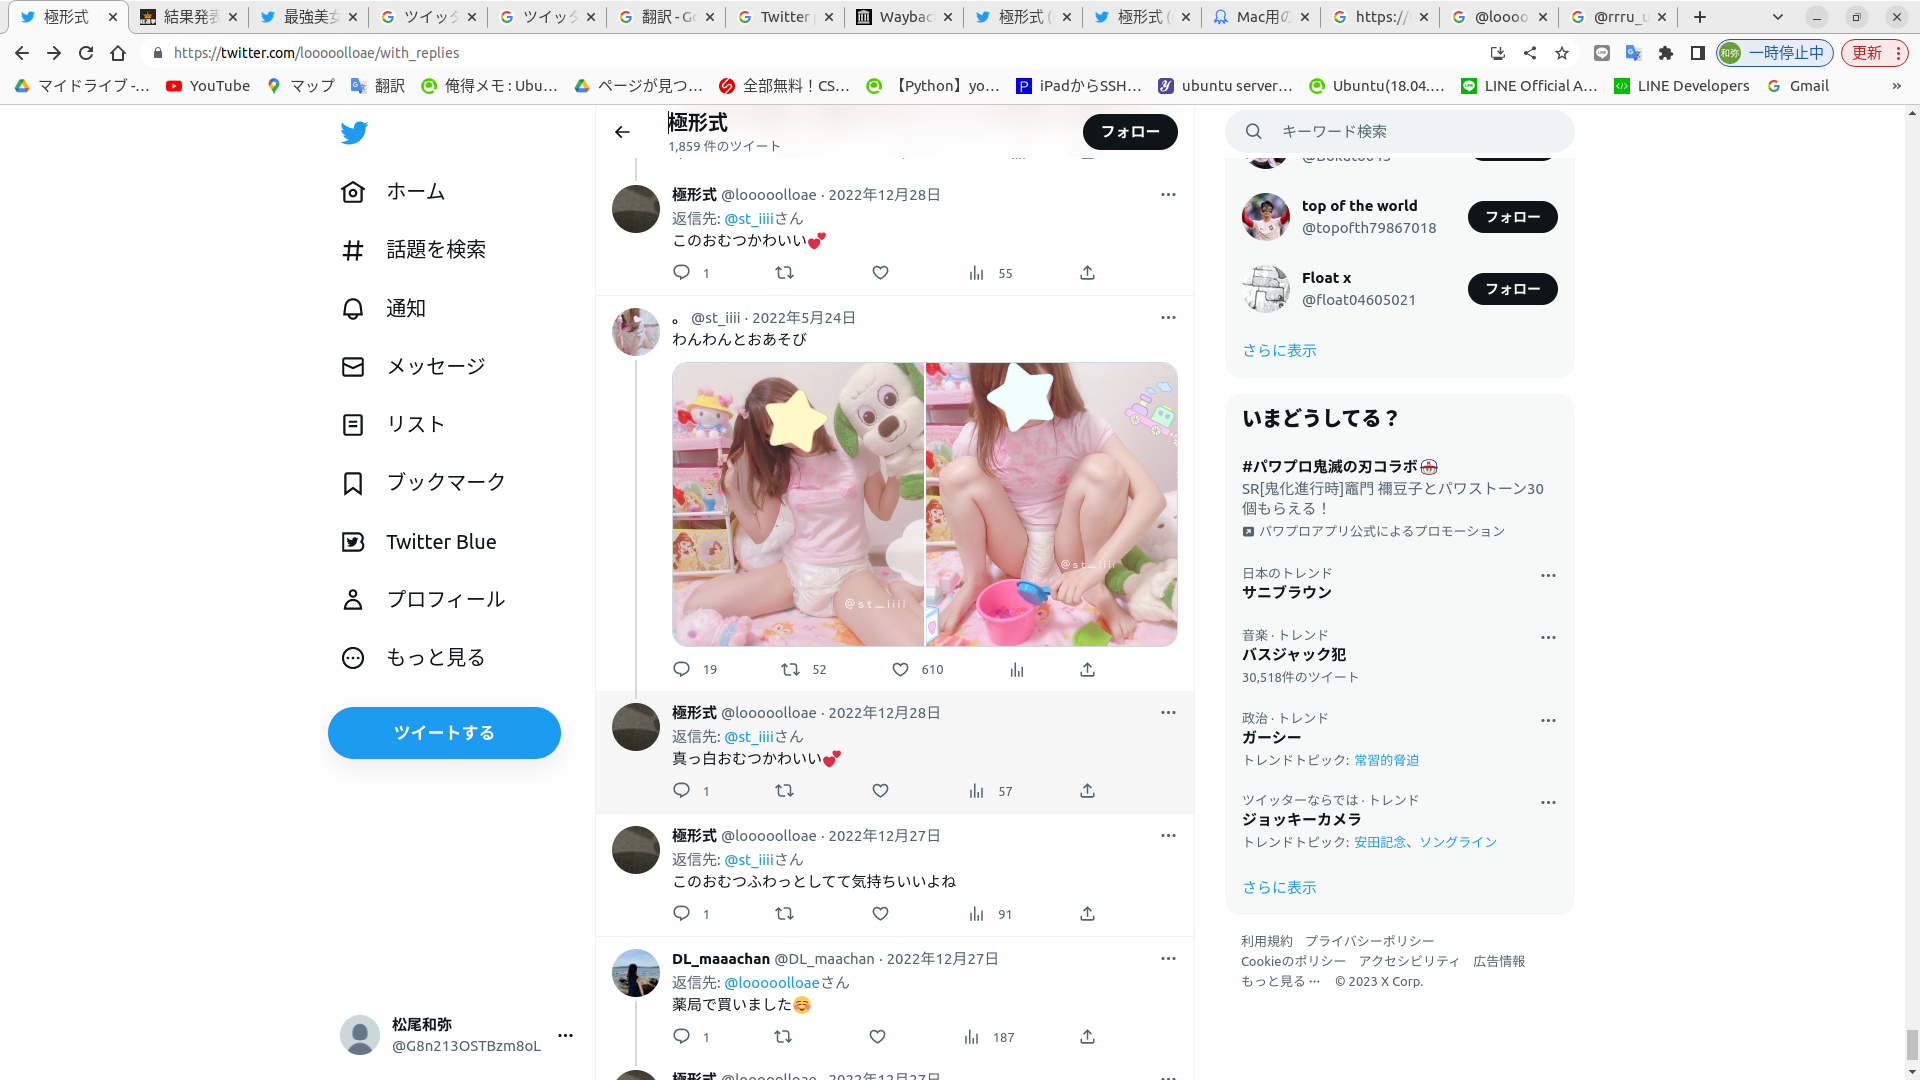 極形式
結果発表
最強美女
ツイッタ
ツイッタ
翻訳 - Go
Twitter
Wayback
極形式 (
極形式 (
Mac用の
https://
@loooo
@rrru_u
https://twitter.com/looooolloae/with_replies
和弥 一時停止中
更新
マイドライブ -…
YouTube
マップ
翻訳
俺得メモ : Ubu…
ページが見つ…
全部無料！CS…
【Python】yo…
iPadからSSH…
ubuntu server…
Ubuntu(18.04.…
LINE Official A…
LINE Developers
Gmail
»
ホーム
話題を検索
通知
メッセージ
リスト
ブックマーク
Twitter Blue
プロフィール
もっと見る
ツイートする
松尾和弥
@G8n213OSTBzm8oL
極形式
1,859 件のツイート
フォロー
極形式 @looooolloae · 2022年12月28日
返信先: @st_iiiiさん
このおむつかわいい💕
1 55
。 @st_iiii · 2022年5月24日
わんわんとおあそび
@st_iiii
@st_iiii
19 52 610
極形式 @looooolloae · 2022年12月28日
返信先: @st_iiiiさん
真っ白おむつかわいい💕
1 57
極形式 @looooolloae · 2022年12月27日
返信先: @st_iiiiさん
このおむつふわっとしてて気持ちいいよね
1 91
DL_maaachan @DL_maachan · 2022年12月27日
返信先: @looooolloaeさん
薬局で買いました☺️
1 187
極形式 @looooolloae · 2022年12月27日
キーワード検索
フォロー
top of the world
@topofth79867018
フォロー
Float x
@float04605021
フォロー
さらに表示
いまどうしてる？
#パワプロ鬼滅の刃コラボ
SR[鬼化進行時]竈門 禰豆子とパワストーン30
個もらえる！
パワプロアプリ公式によるプロモーション
日本のトレンド
サニブラウン
音楽 · トレンド
バスジャック犯
30,518件のツイート
政治 · トレンド
ガーシー
トレンドトピック: 常習的脅迫
ツイッターならでは · トレンド
ジョッキーカメラ
トレンドトピック: 安田記念、ソングライン
さらに表示
利用規約 プライバシーポリシー
Cookieのポリシー アクセシビリティ 広告情報
もっと見る ··· © 2023 X Corp.